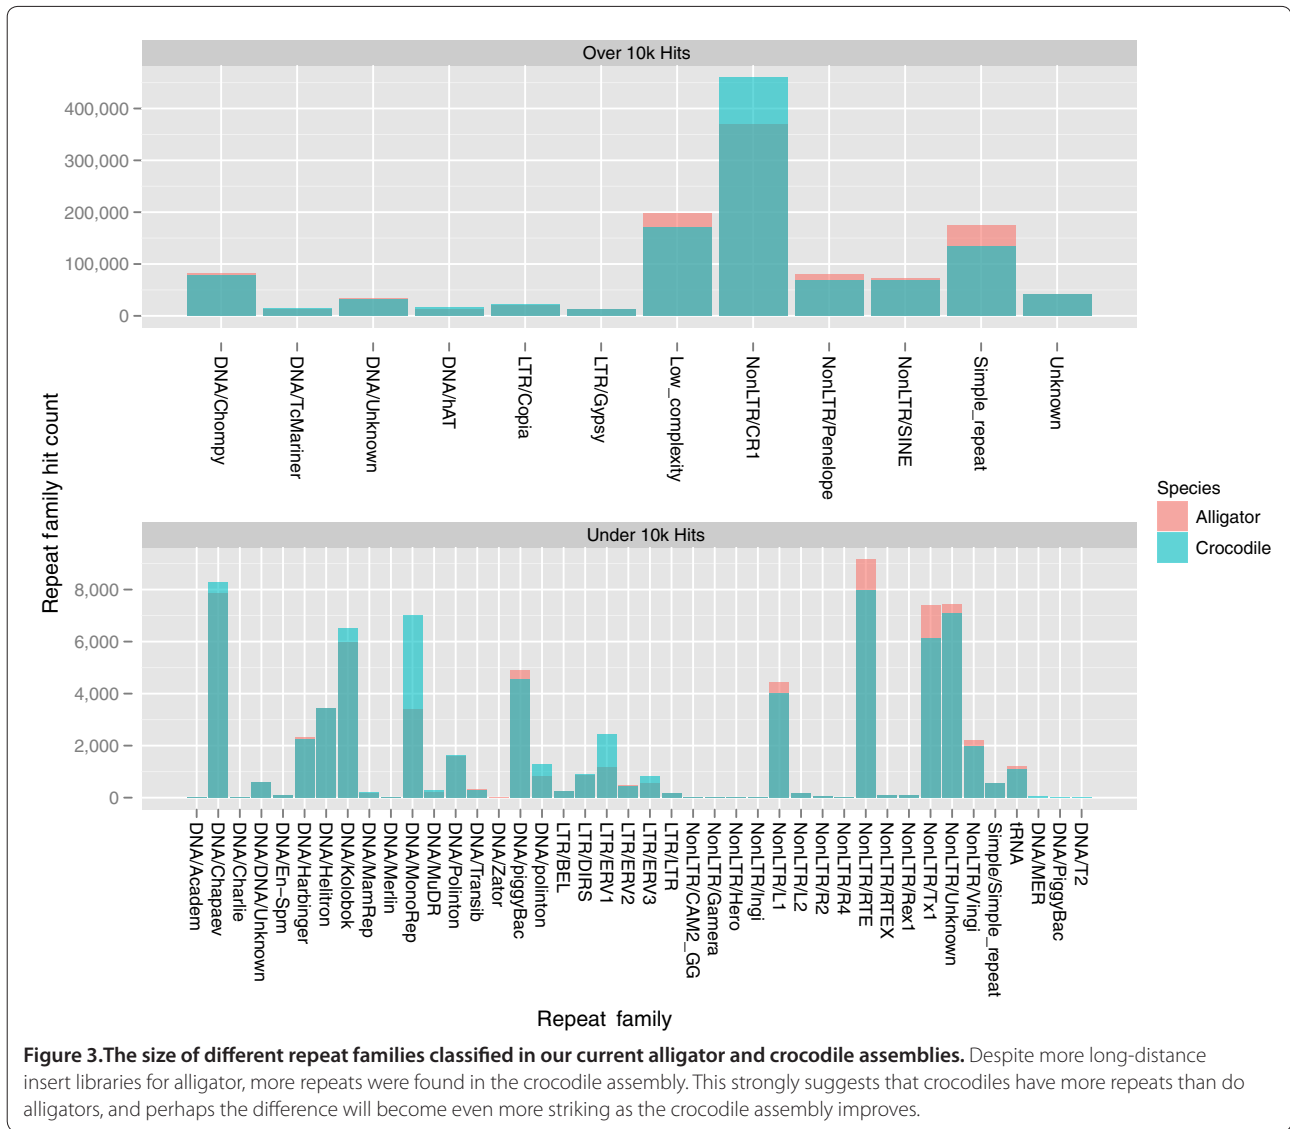 Over 10k Hits
400,000
300,000
200,000
100,000
0
DNA/Chompy
DNA/TcMariner
DNA/Unknown
DNA/hAT
LTR/Copia
LTR/Gypsy
Low_complexity
NonLTR/CR1
NonLTR/Penelope
NonLTR/SINE
Simple_repeat
Unknown
Repeat family hit count
Species
Alligator
Crocodile
Under 10k Hits
8,000
6,000
4,000
2,000
0
DNA/Academ
DNA/Chapaev
DNA/Charlie
DNA/DNA/Unknown
DNA/En-Spm
DNA/Harbinger
DNA/Helitron
DNA/Kolobok
DNA/MamRep
DNA/Merlin
DNA/MonoRep
DNA/MuDR
DNA/Polinton
DNA/Transib
DNA/Zator
DNA/piggyBac
DNA/polinton
LTR/BEL
LTR/DIRS
LTR/ERV1
LTR/ERV2
LTR/ERV3
LTR/LTR
NonLTR/CAM2_GG
NonLTR/Gamera
NonLTR/Hero
NonLTR/Ingi
NonLTR/L1
NonLTR/L2
NonLTR/R2
NonLTR/R4
NonLTR/RTE
NonLTR/RTEX
NonLTR/Rex1
NonLTR/Tx1
NonLTR/Unknown
NonLTR/Vingi
Simple/Simple_repeat
tRNA
DNA/MER
DNA/PiggyBac
DNA/T2
Repeat family
Figure 3.The size of different repeat families classified in our current alligator and crocodile assemblies. Despite more long-distance
insert libraries for alligator, more repeats were found in the crocodile assembly. This strongly suggests that crocodiles have more repeats than do
alligators, and perhaps the difference will become even more striking as the crocodile assembly improves.